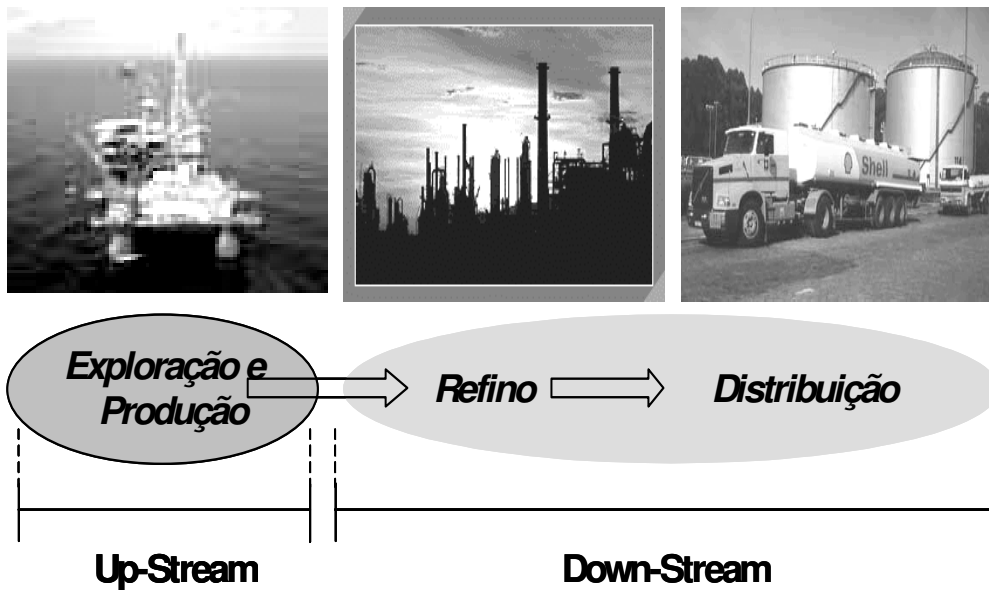 Shell
Exploração e
Produção
Refino
Distribuição
Up-Stream
Down-Stream